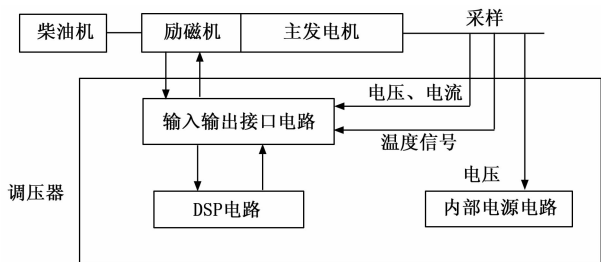 柴油机
励磁机
主发电机
采样
电压、电流
输入输出接口电路
温度信号
调压器
电压
DSP电路
内部电源电路